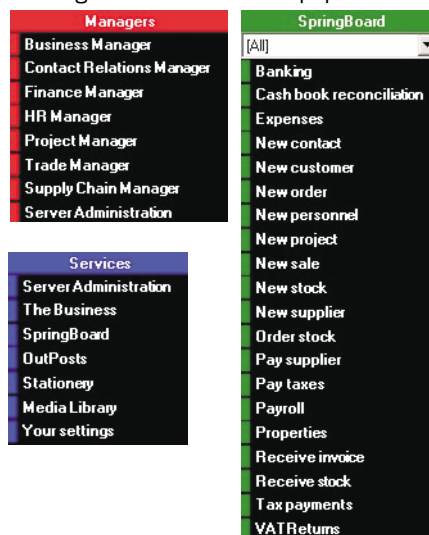 Managers
Business Manager
Contact Relations Manager
Finance Manager
HR Manager
Project Manager
Trade Manager
Supply Chain Manager
Server Administration
Services
Server Administration
The Business
SpringBoard
OutPosts
Stationery
Media Library
Your settings
SpringBoard
[All]
Banking
Cash book reconciliation
Expenses
New contact
New customer
New order
New personnel
New project
New sale
New stock
New supplier
Order stock
Pay supplier
Pay taxes
Payroll
Properties
Receive invoice
Receive stock
Tax payments
VAT Returns